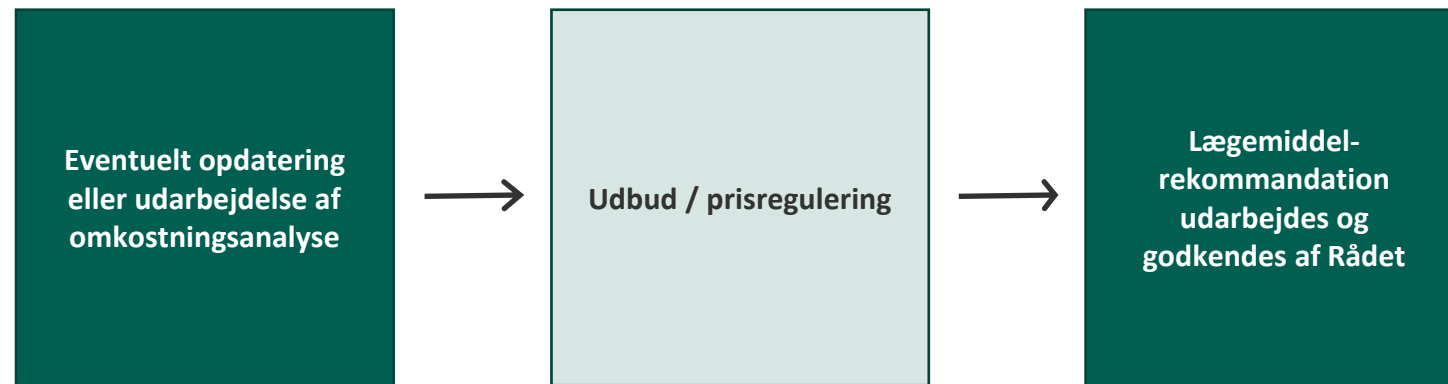 Eventuelt opdatering
eller udarbejdelse af
omkostningsanalyse
Udbud / prisregulering
Lægemiddel-
rekommandation
udarbejdes og
godkendes af Rådet